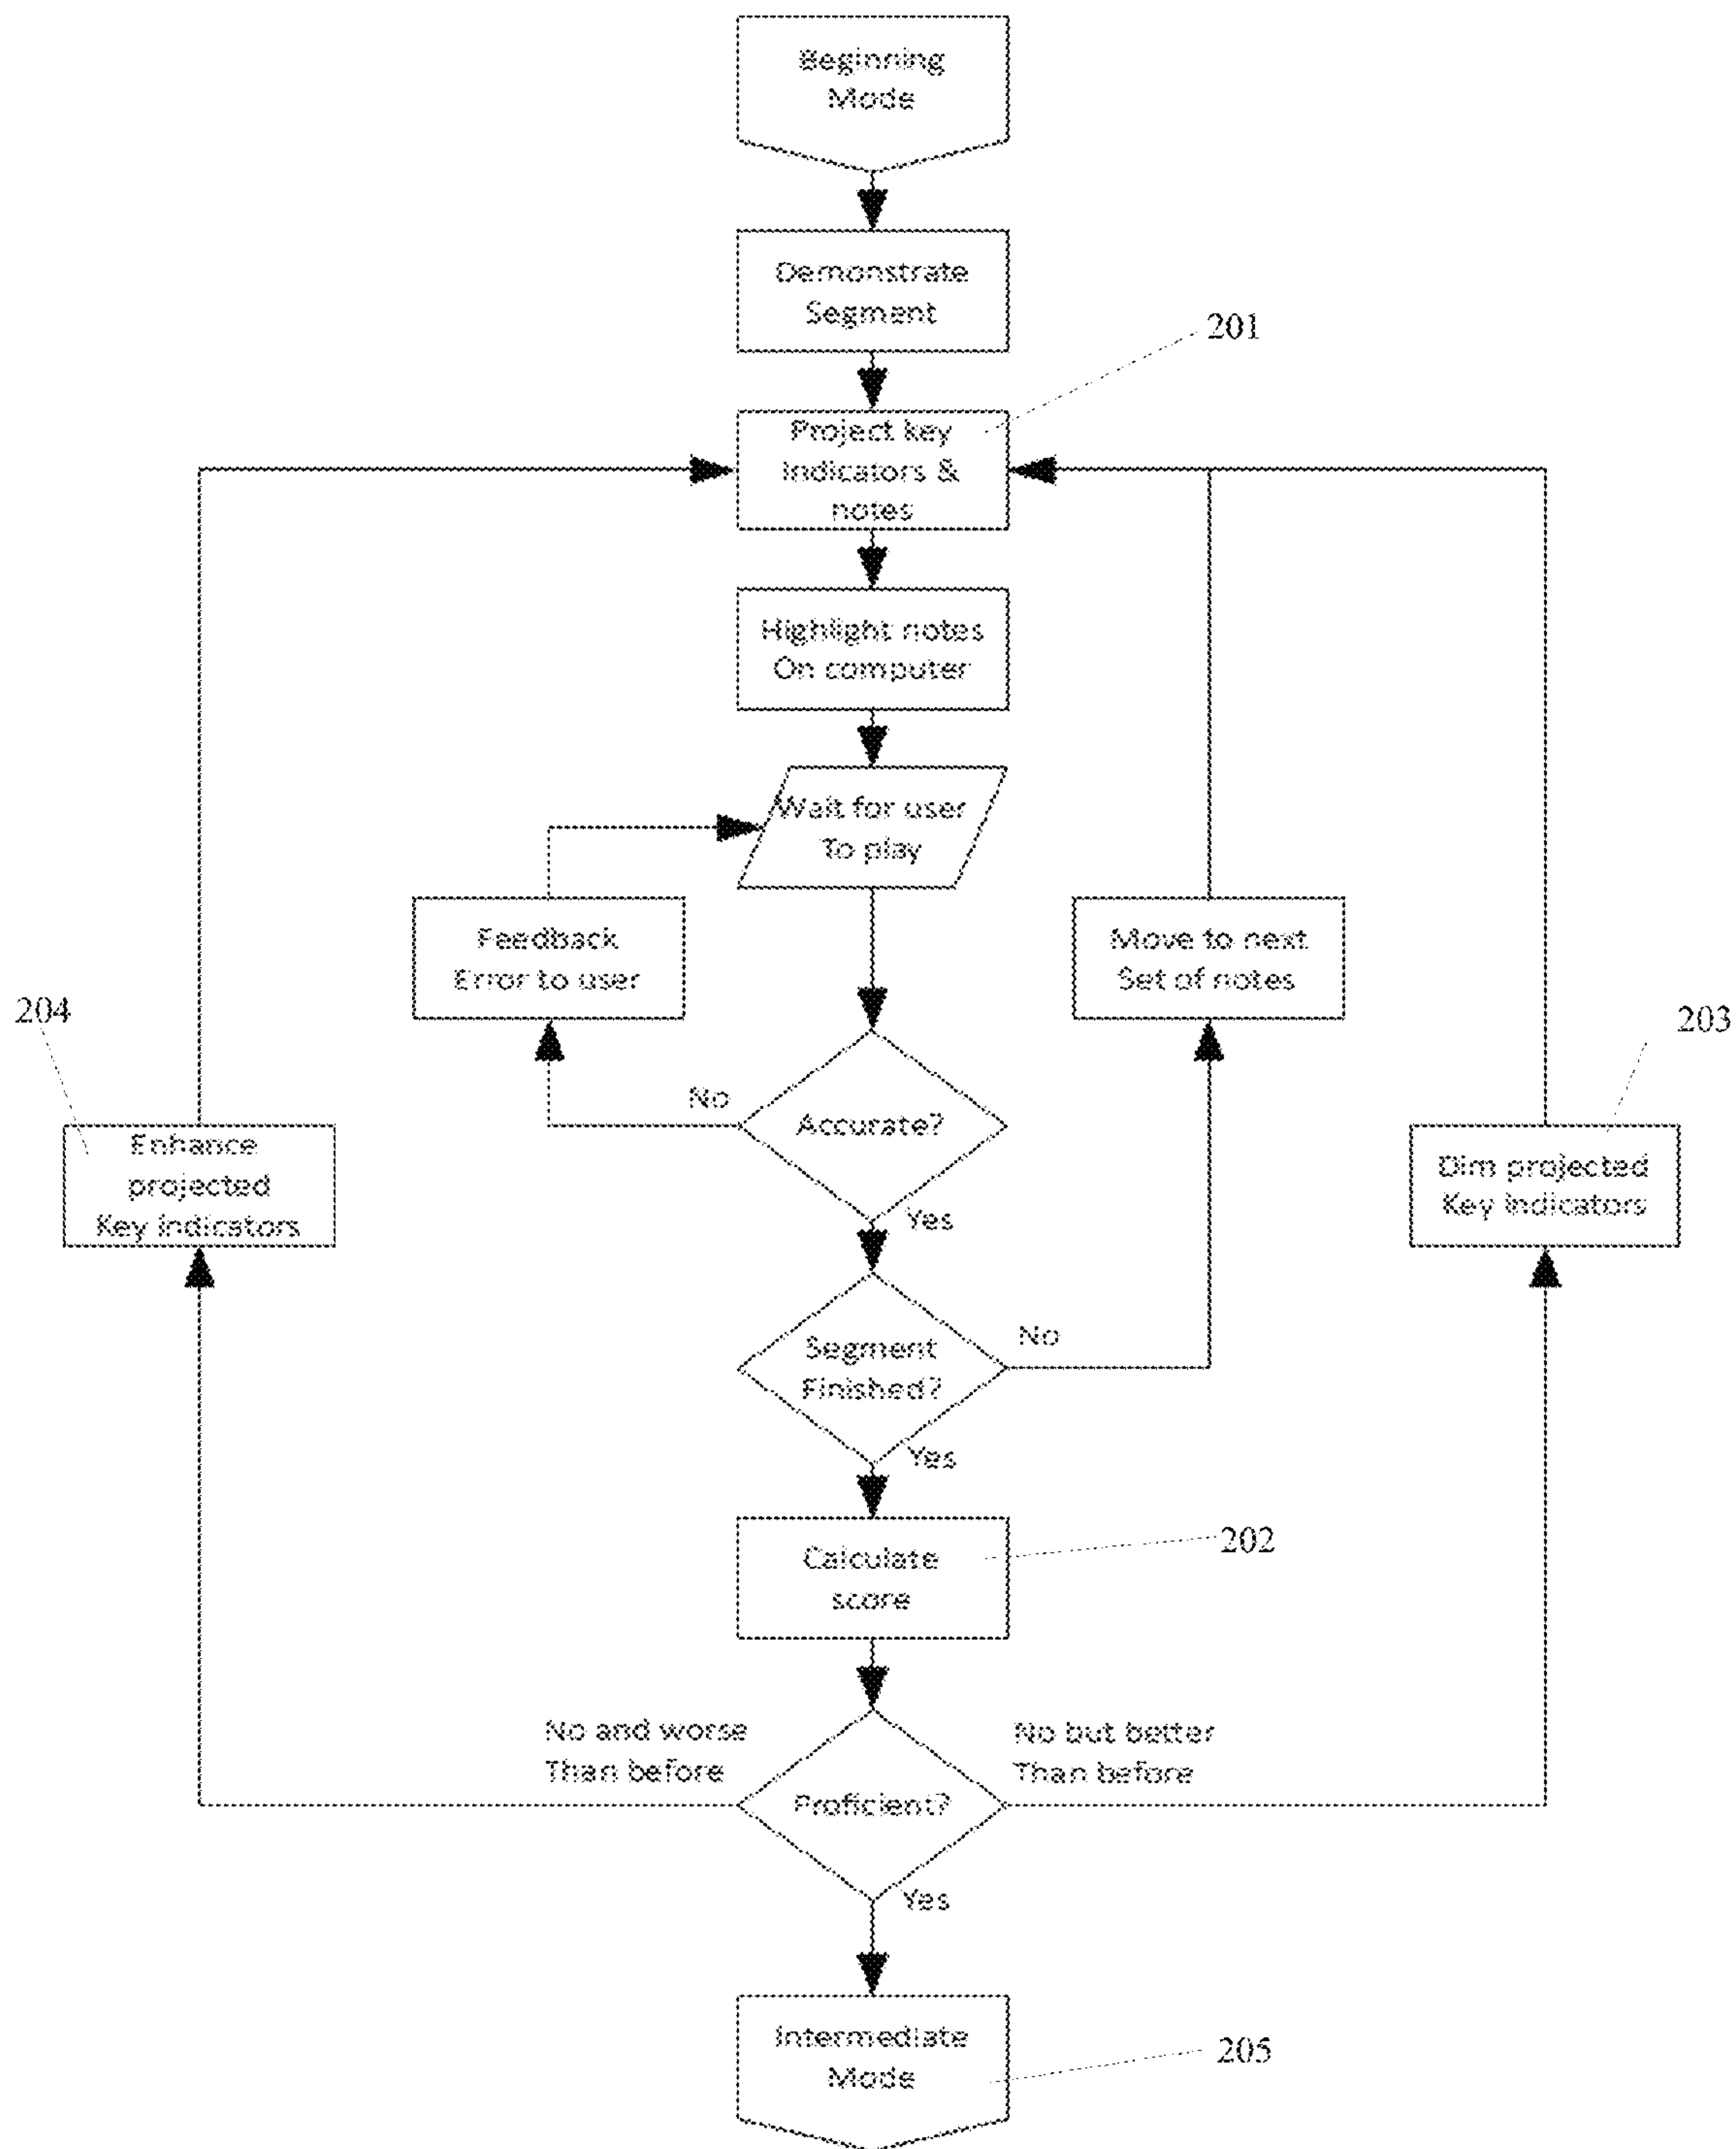 Beginning
Mode
Demonstrate
Segment
201
Project key
Indicators &
notes
Highlight notes
On computer
Wait for user
To play
Feedback
Error to user
Move to next
Set of notes
204
203
No
Accurate?
Enhance
projected
Key indicators
Dim projected
Key indicators
Yes
No
Segment
Finished?
Yes
202
Calculate
score
No and worse
Than before
No but better
Than before
Proficient?
Yes
Intermediate
Mode
205